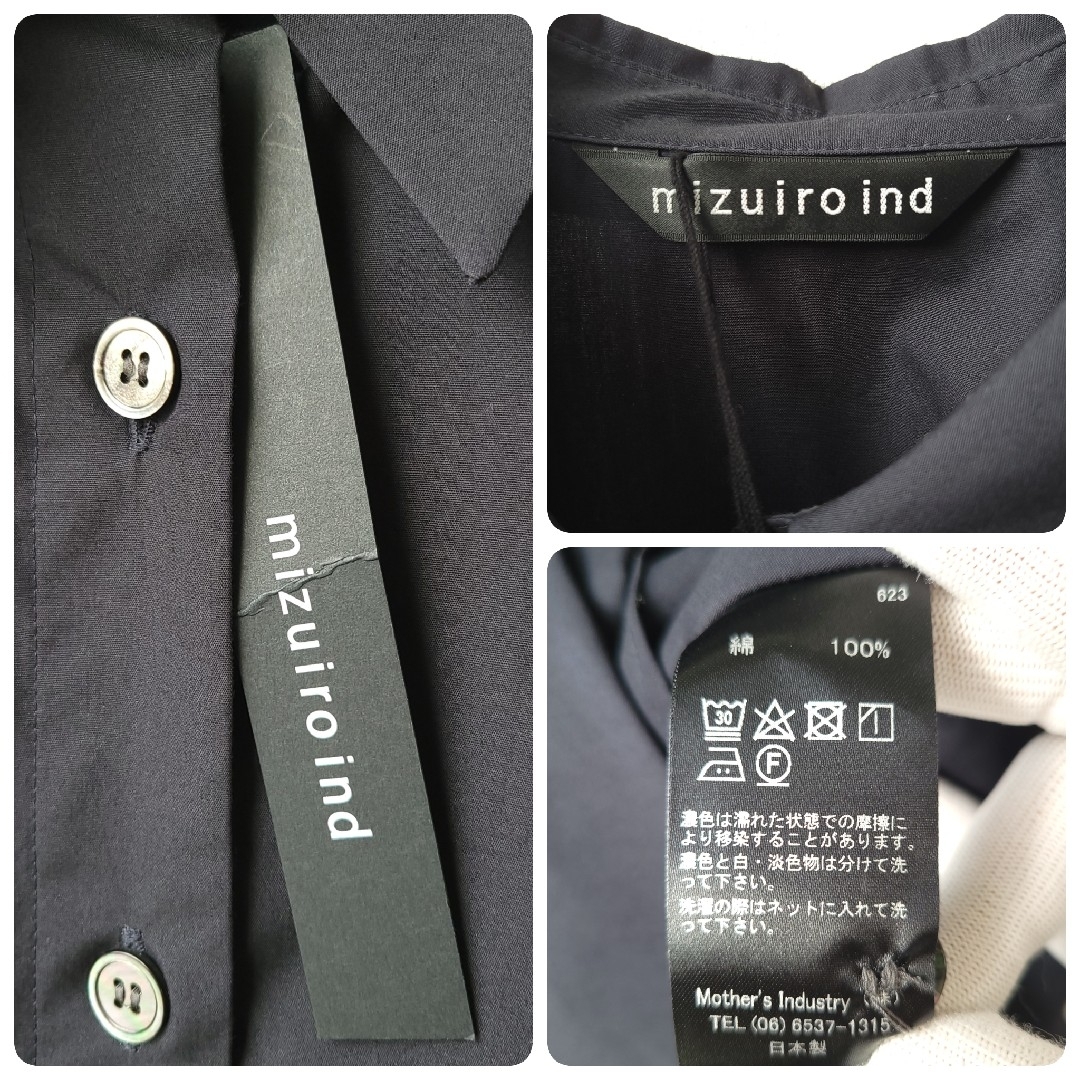 mizuiro ind
mizuiro ind
623
綿 100%
30
F
濃色は濡れた状態での摩擦に
より移染することがあります。
濃色と白・淡色物は分けて洗
って下さい。
洗濯の際はネットに入れて洗
って下さい。
Mother's Industry (株)
TEL (06) 6537-1315
日本製